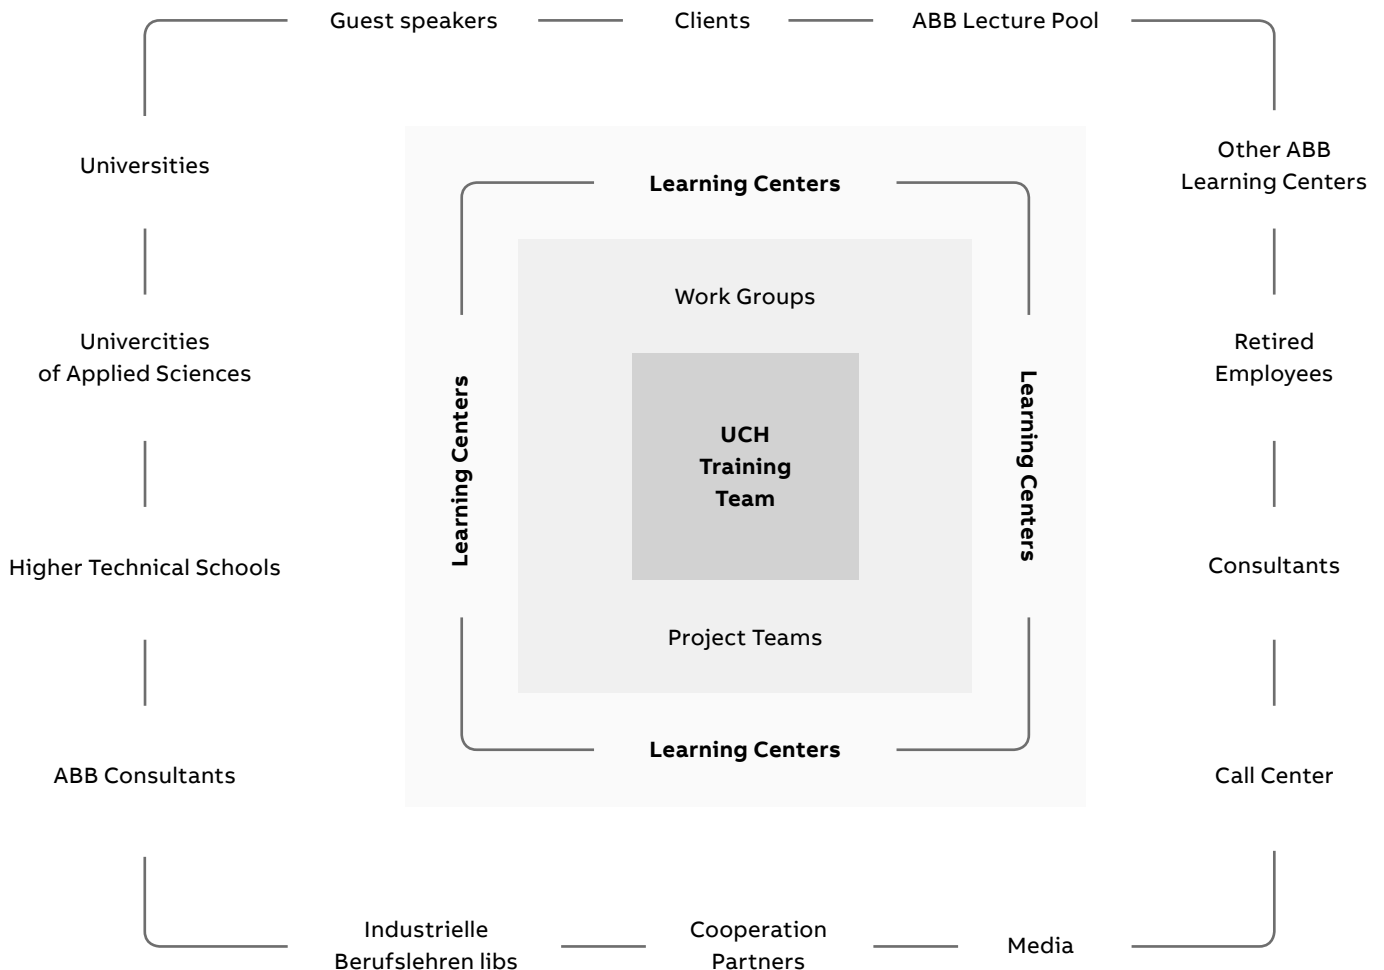 Guest speakers
Clients
ABB Lecture Pool
Universities
Other ABB
Learning Centers
Learning Centers
Work Groups
Univercities
of Applied Sciences
Retired
Employees
Learning Centers
UCH
Training
Team
Learning Centers
Higher Technical Schools
Consultants
Project Teams
Learning Centers
ABB Consultants
Call Center
Industrielle
Berufslehren libs
Cooperation
Partners
Media